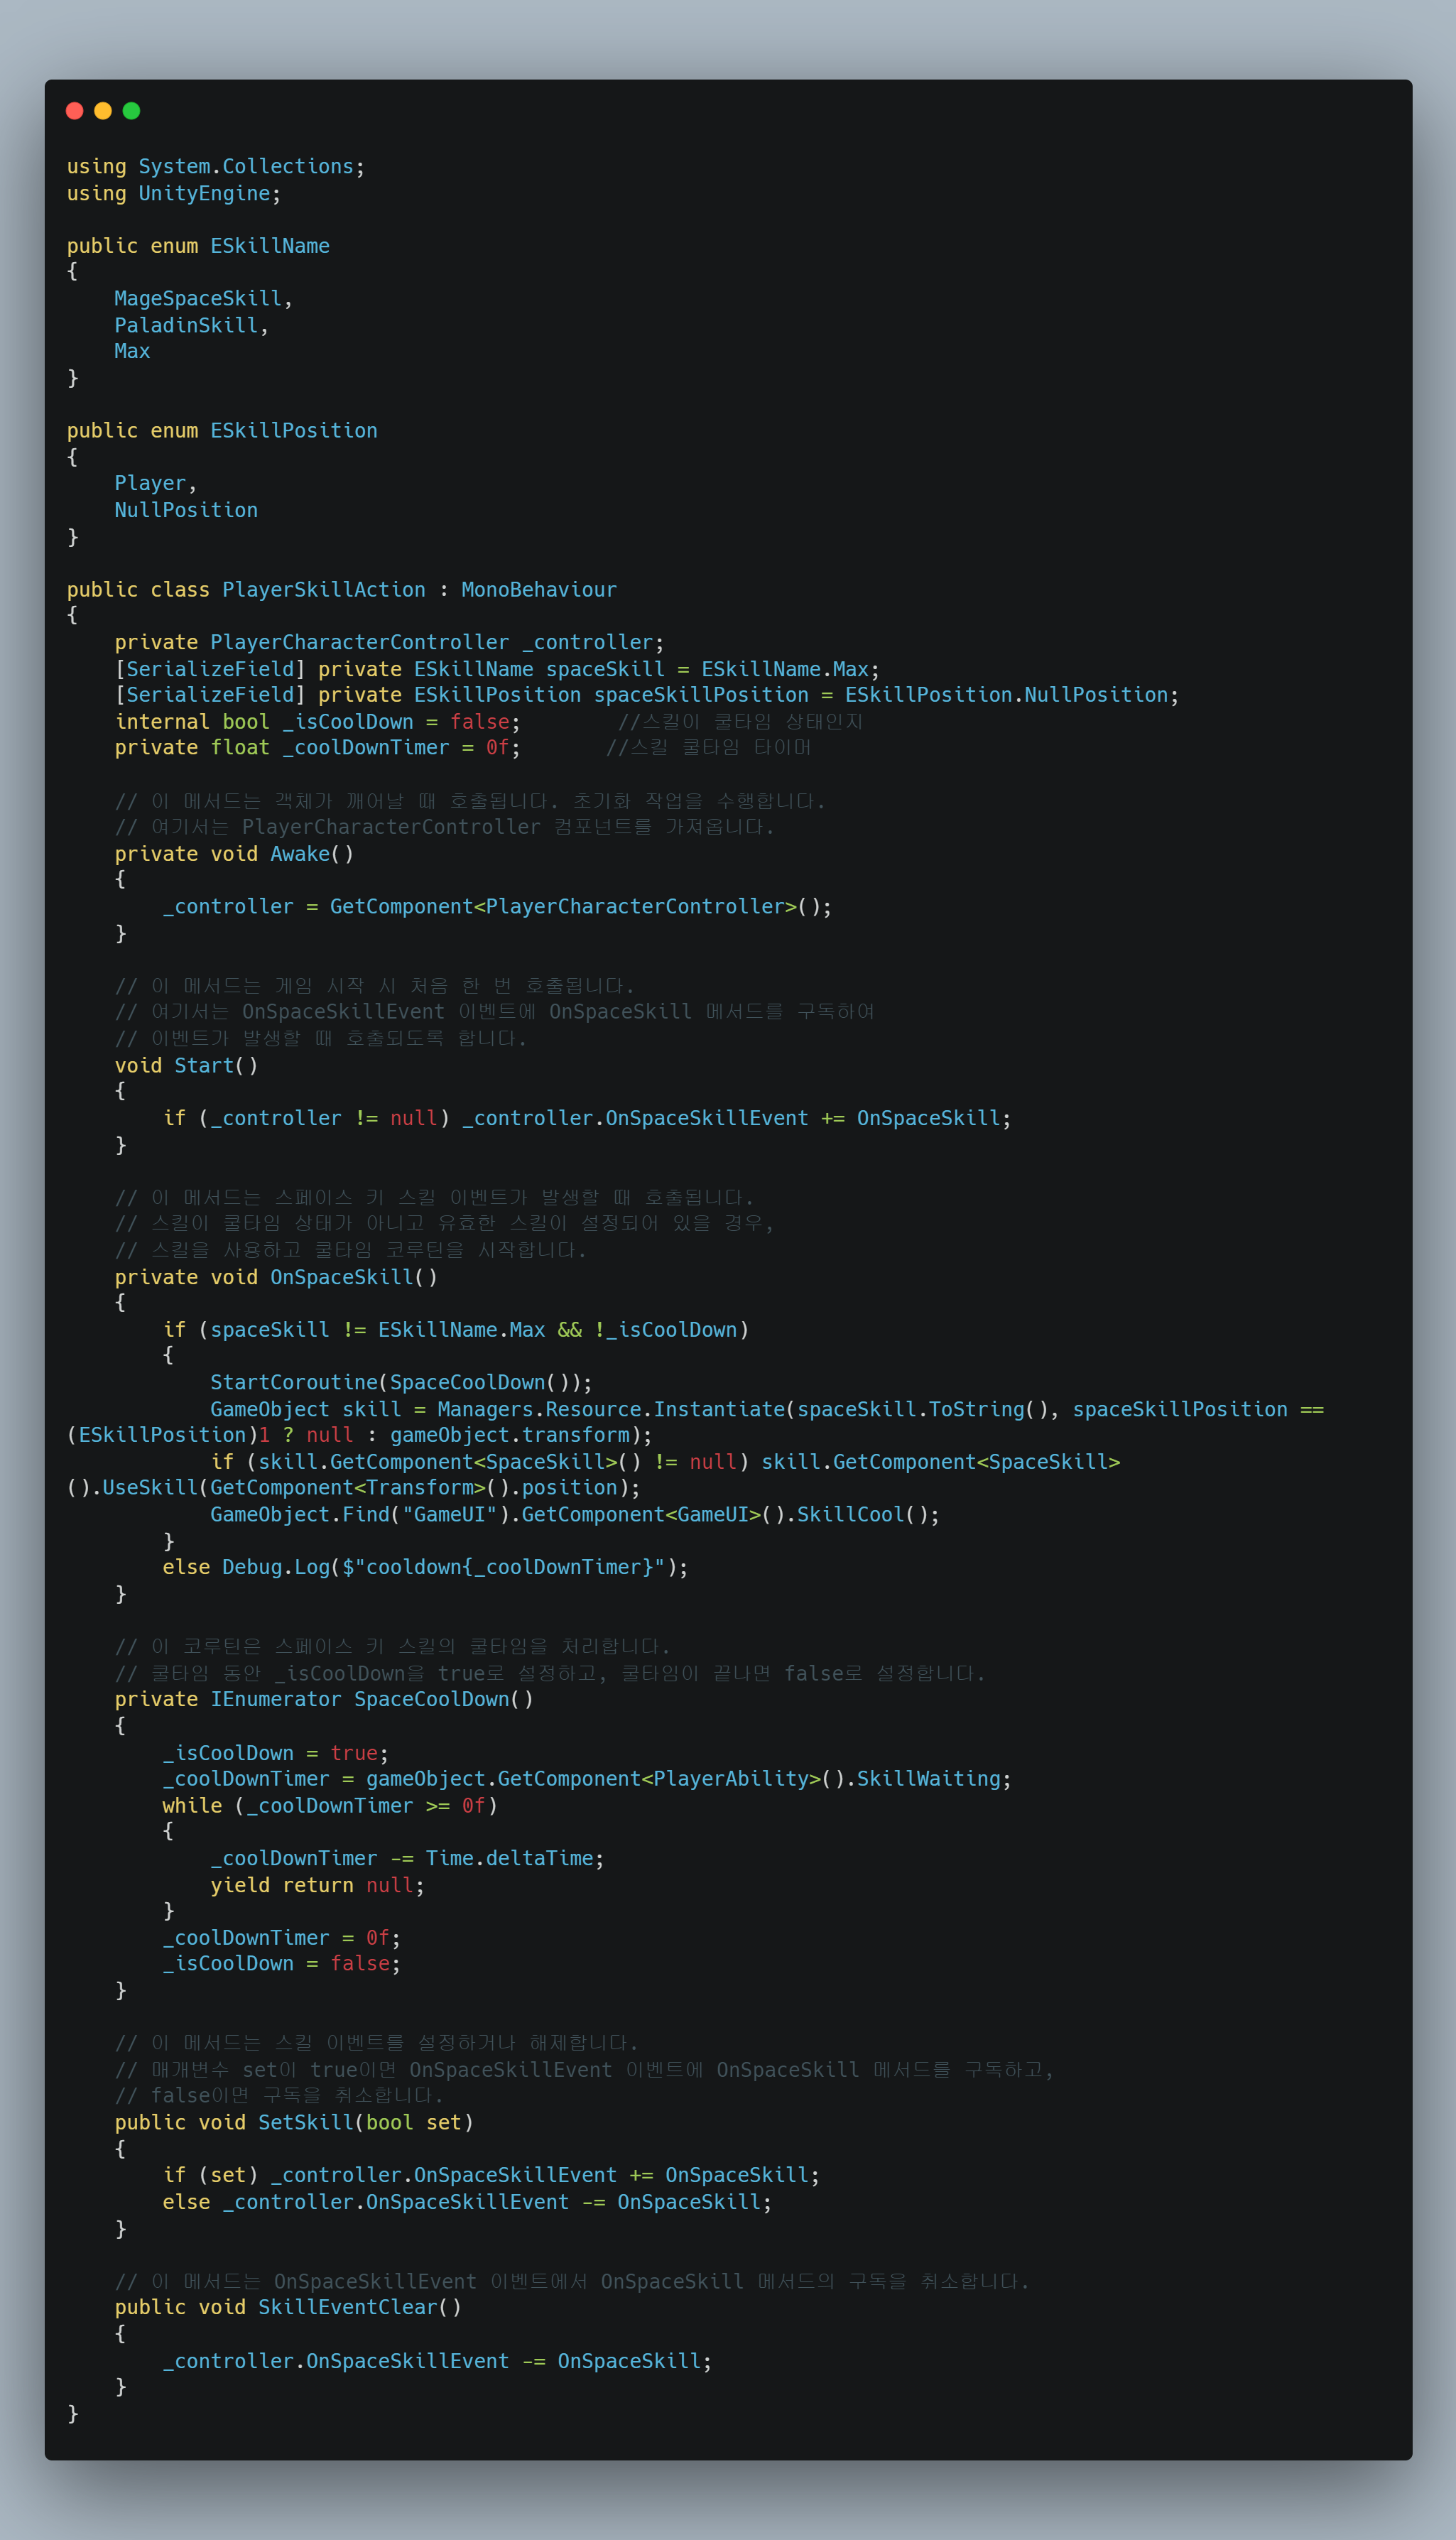 using System.Collections;
using UnityEngine;

public enum ESkillName
{
    MageSpaceSkill,
    PaladinSkill,
    Max
}

public enum ESkillPosition
{
    Player,
    NullPosition
}

public class PlayerSkillAction : MonoBehaviour
{
    private PlayerCharacterController _controller;
    [SerializeField] private ESkillName spaceSkill = ESkillName.Max;
    [SerializeField] private ESkillPosition spaceSkillPosition = ESkillPosition.NullPosition;
    internal bool _isCoolDown = false;        //스킬이 쿨타임 상태인지
    private float _coolDownTimer = 0f;       //스킬 쿨타임 타이머

    // 이 메서드는 객체가 깨어날 때 호출됩니다. 초기화 작업을 수행합니다.
    // 여기서는 PlayerCharacterController 컴포넌트를 가져옵니다.
    private void Awake()
    {
        _controller = GetComponent<PlayerCharacterController>();
    }

    // 이 메서드는 게임 시작 시 처음 한 번 호출됩니다.
    // 여기서는 OnSpaceSkillEvent 이벤트에 OnSpaceSkill 메서드를 구독하여
    // 이벤트가 발생할 때 호출되도록 합니다.
    void Start()
    {
        if (_controller != null) _controller.OnSpaceSkillEvent += OnSpaceSkill;
    }

    // 이 메서드는 스페이스 키 스킬 이벤트가 발생할 때 호출됩니다.
    // 스킬이 쿨타임 상태가 아니고 유효한 스킬이 설정되어 있을 경우,
    // 스킬을 사용하고 쿨타임 코루틴을 시작합니다.
    private void OnSpaceSkill()
    {
        if (spaceSkill != ESkillName.Max && !_isCoolDown)
        {
            StartCoroutine(SpaceCoolDown());
            GameObject skill = Managers.Resource.Instantiate(spaceSkill.ToString(), spaceSkillPosition ==
(ESkillPosition)1 ? null : gameObject.transform);
            if (skill.GetComponent<SpaceSkill>() != null) skill.GetComponent<SpaceSkill>
().UseSkill(GetComponent<Transform>().position);
            GameObject.Find("GameUI").GetComponent<GameUI>().SkillCool();
        }
        else Debug.Log($"cooldown{_coolDownTimer}");
    }

    // 이 코루틴은 스페이스 키 스킬의 쿨타임을 처리합니다.
    // 쿨타임 동안 _isCoolDown을 true로 설정하고, 쿨타임이 끝나면 false로 설정합니다.
    private IEnumerator SpaceCoolDown()
    {
        _isCoolDown = true;
        _coolDownTimer = gameObject.GetComponent<PlayerAbility>().SkillWaiting;
        while (_coolDownTimer >= 0f)
        {
            _coolDownTimer -= Time.deltaTime;
            yield return null;
        }
        _coolDownTimer = 0f;
        _isCoolDown = false;
    }

    // 이 메서드는 스킬 이벤트를 설정하거나 해제합니다.
    // 매개변수 set이 true이면 OnSpaceSkillEvent 이벤트에 OnSpaceSkill 메서드를 구독하고,
    // false이면 구독을 취소합니다.
    public void SetSkill(bool set)
    {
        if (set) _controller.OnSpaceSkillEvent += OnSpaceSkill;
        else _controller.OnSpaceSkillEvent -= OnSpaceSkill;
    }

    // 이 메서드는 OnSpaceSkillEvent 이벤트에서 OnSpaceSkill 메서드의 구독을 취소합니다.
    public void SkillEventClear()
    {
        _controller.OnSpaceSkillEvent -= OnSpaceSkill;
    }
}